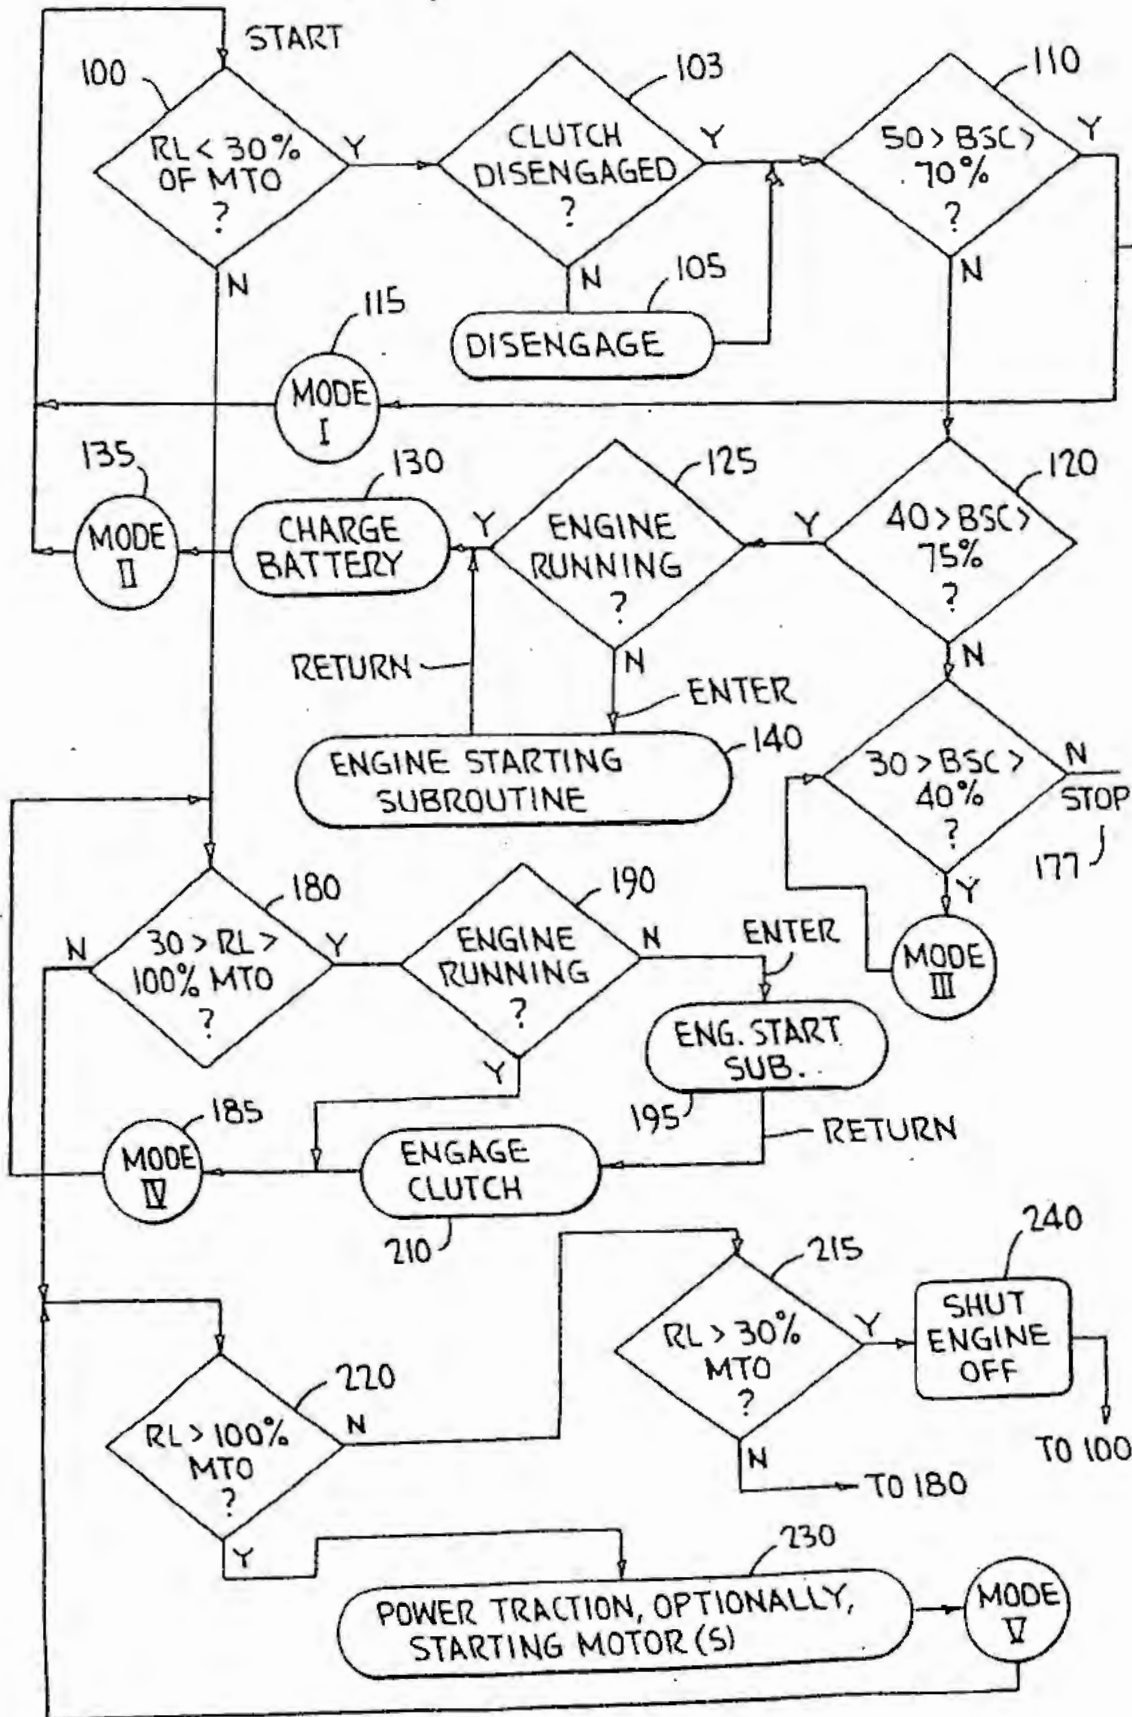 START
100
RL < 30%
OF MTO
?
Y
N
103
CLUTCH
DISENGAGED
?
Y
N
105
DISENGAGE
110
50 > BSC >
70%
?
Y
N
115
MODE
I
120
40 > BSC >
75%
?
Y
N
125
ENGINE
RUNNING
?
Y
N
130
CHARGE
BATTERY
135
MODE
II
RETURN
ENTER
140
ENGINE STARTING
SUBROUTINE
30 > BSC >
40%
?
N
STOP
177
Y
MODE
III
180
30 > RL >
100% MTO
?
N
Y
190
ENGINE
RUNNING
?
N
Y
ENTER
ENG. START
SUB.
195
RETURN
185
MODE
IV
ENGAGE
CLUTCH
210
215
RL > 30%
MTO
?
Y
N
TO 180
240
SHUT
ENGINE
OFF
TO 100
220
RL > 100%
MTO
?
N
Y
230
POWER TRACTION, OPTIONALLY,
STARTING MOTOR (S)
MODE
V